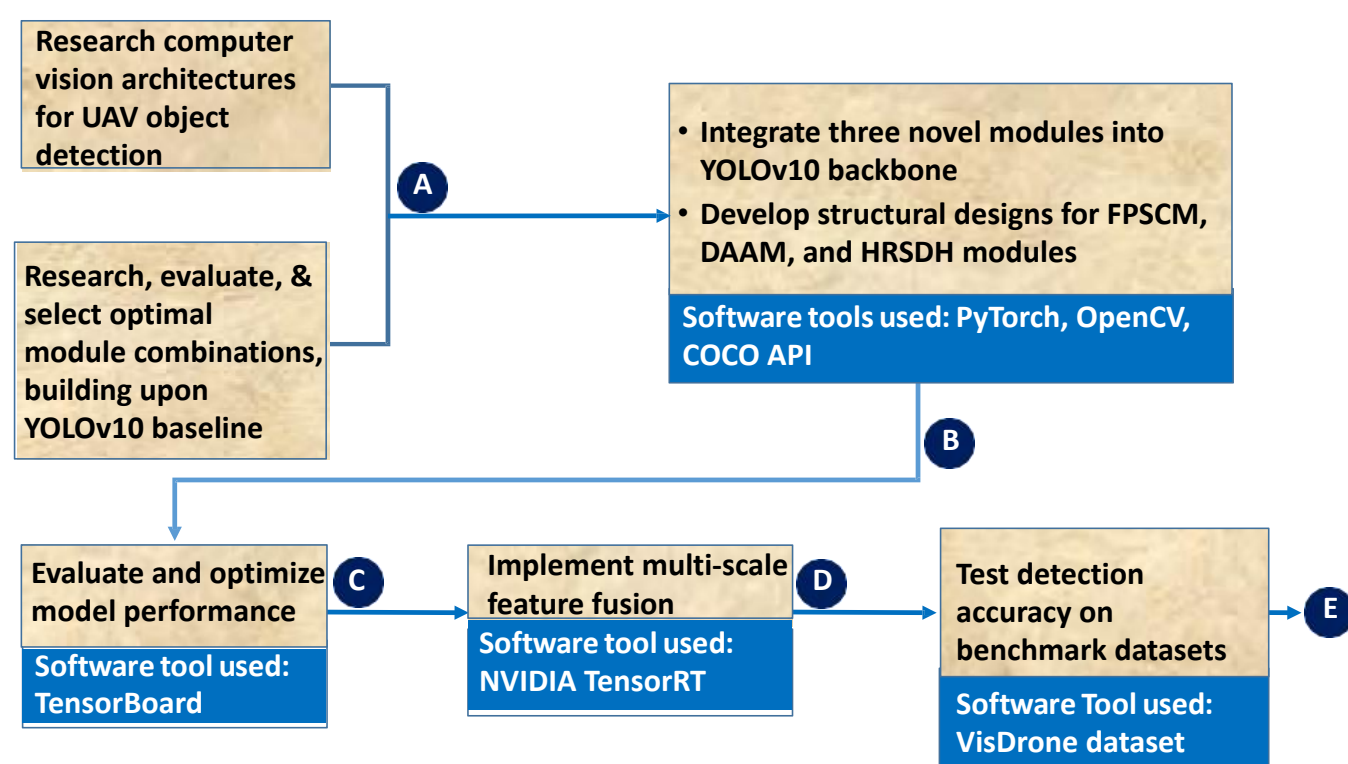 Research computer
vision architectures
for UAV object
detection
A
• Integrate three novel modules into
YOLOv10 backbone
• Develop structural designs for FPSCM,
DAAM, and HRSDH modules
Software tools used: PyTorch, OpenCV,
COCO API
Research, evaluate, &
select optimal
module combinations,
building upon
YOLOv10 baseline
B
Evaluate and optimize
model performance
Software tool used:
TensorBoard
C
Implement multi-scale
feature fusion
Software tool used:
NVIDIA TensorRT
D
Test detection
accuracy on
benchmark datasets
Software Tool used:
VisDrone dataset
E